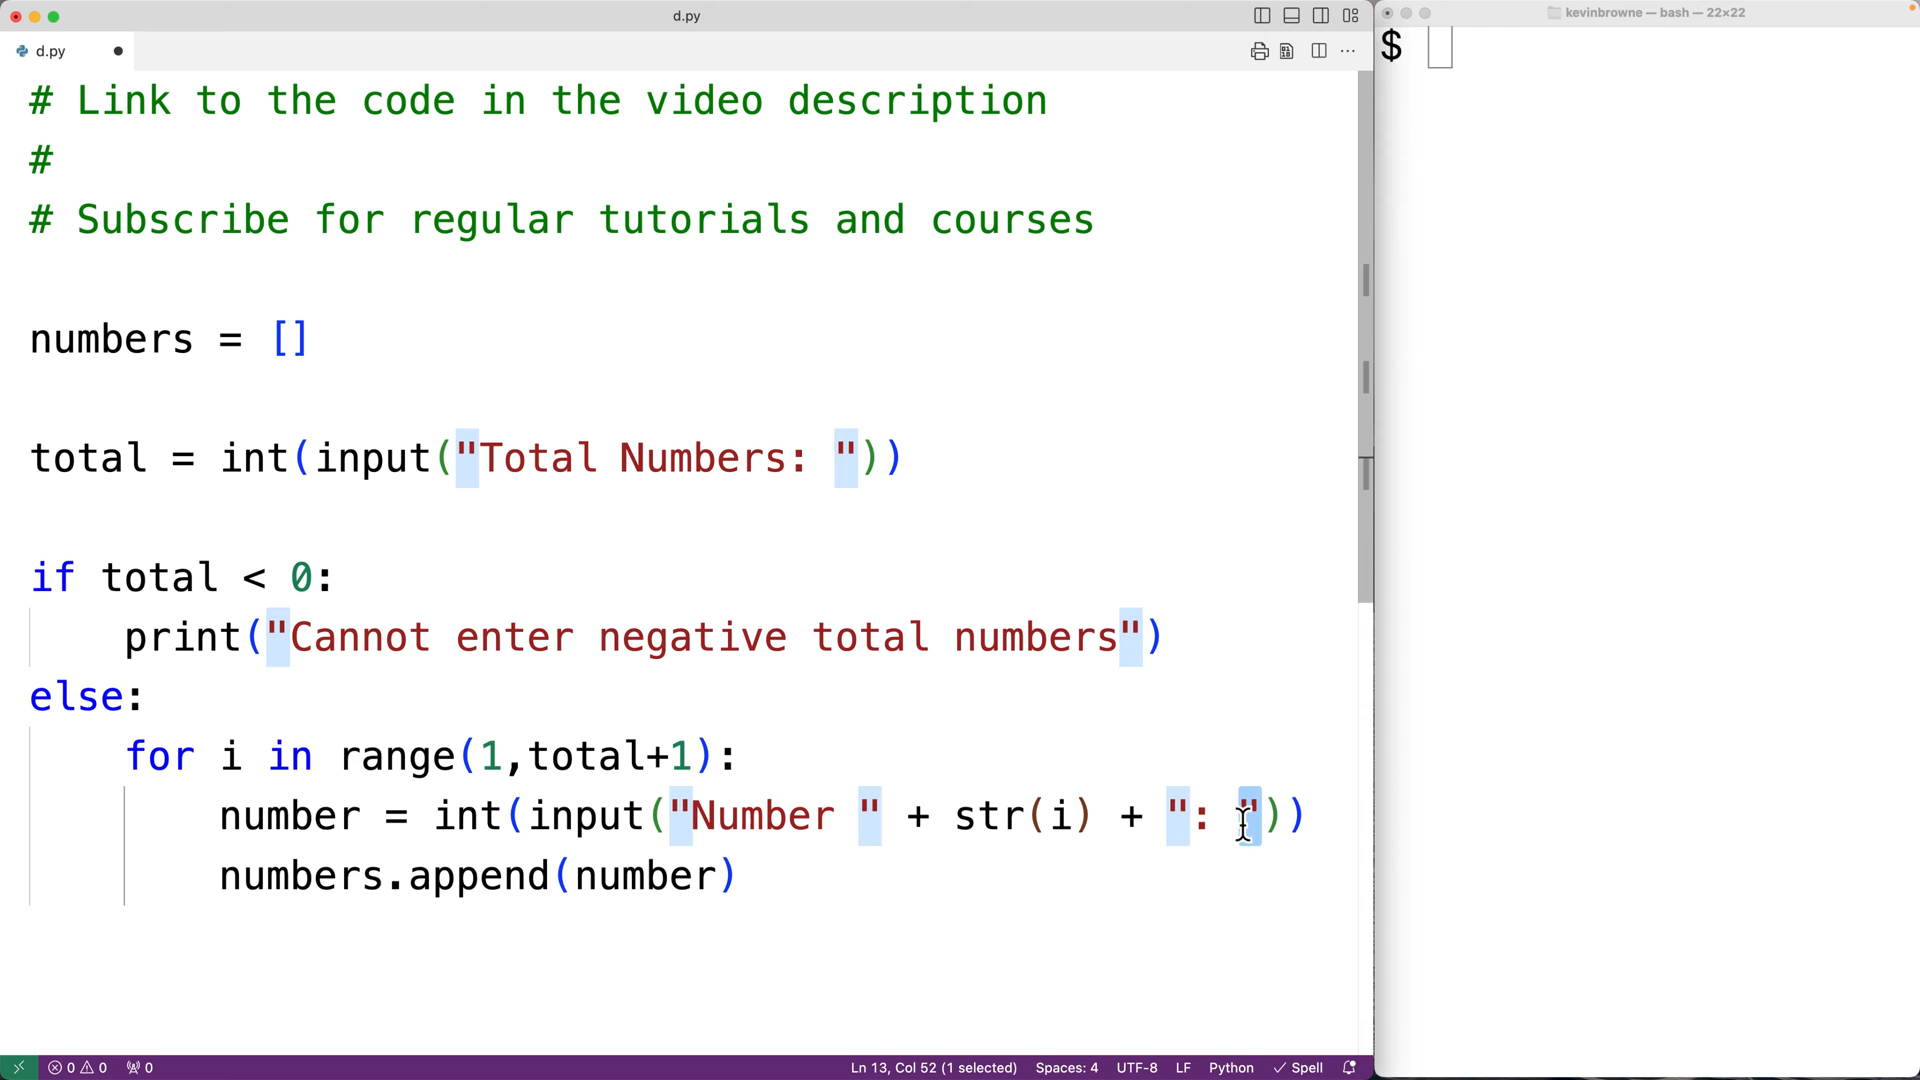 d.py
kevinbrowne — bash — 22×22
d.py
$
# Link to the code in the video description
#
# Subscribe for regular tutorials and courses
numbers = []
total = int(input("Total Numbers: "))
if total < 0:
    print("Cannot enter negative total numbers")
else:
    for i in range(1,total+1):
        number = int(input("Number " + str(i) + ": "))
        numbers.append(number)
0 0 0 Ln 13, Col 52 (1 selected) Spaces: 4 UTF-8 LF Python Spell